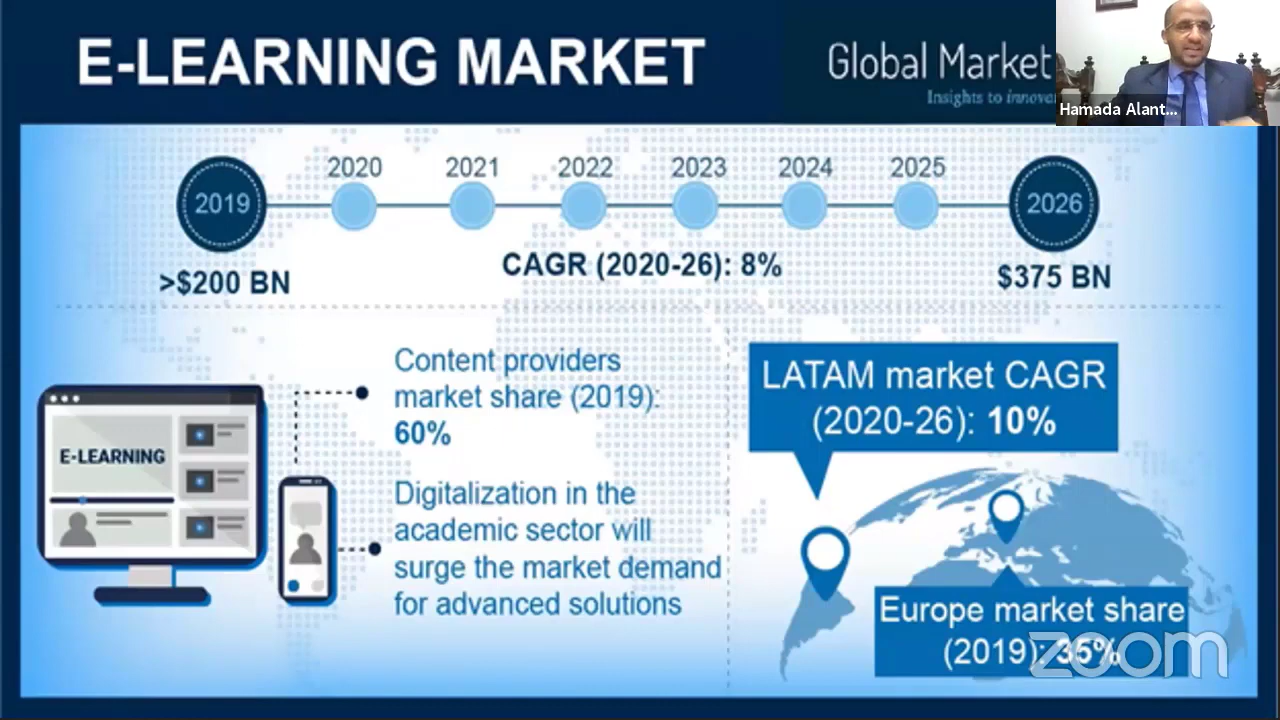 E-LEARNING MARKET
Global Market
Insights to innova
Hamada Alant...
2019
2020
2021
2022
2023
2024
2025
2026
>$200 BN
CAGR (2020-26): 8%
$375 BN
Content providers
market share (2019):
60%
Digitalization in the
academic sector will
surge the market demand
for advanced solutions
E-LEARNING
LATAM market CAGR
(2020-26): 10%
Europe market share
(2019): 35%
zoom